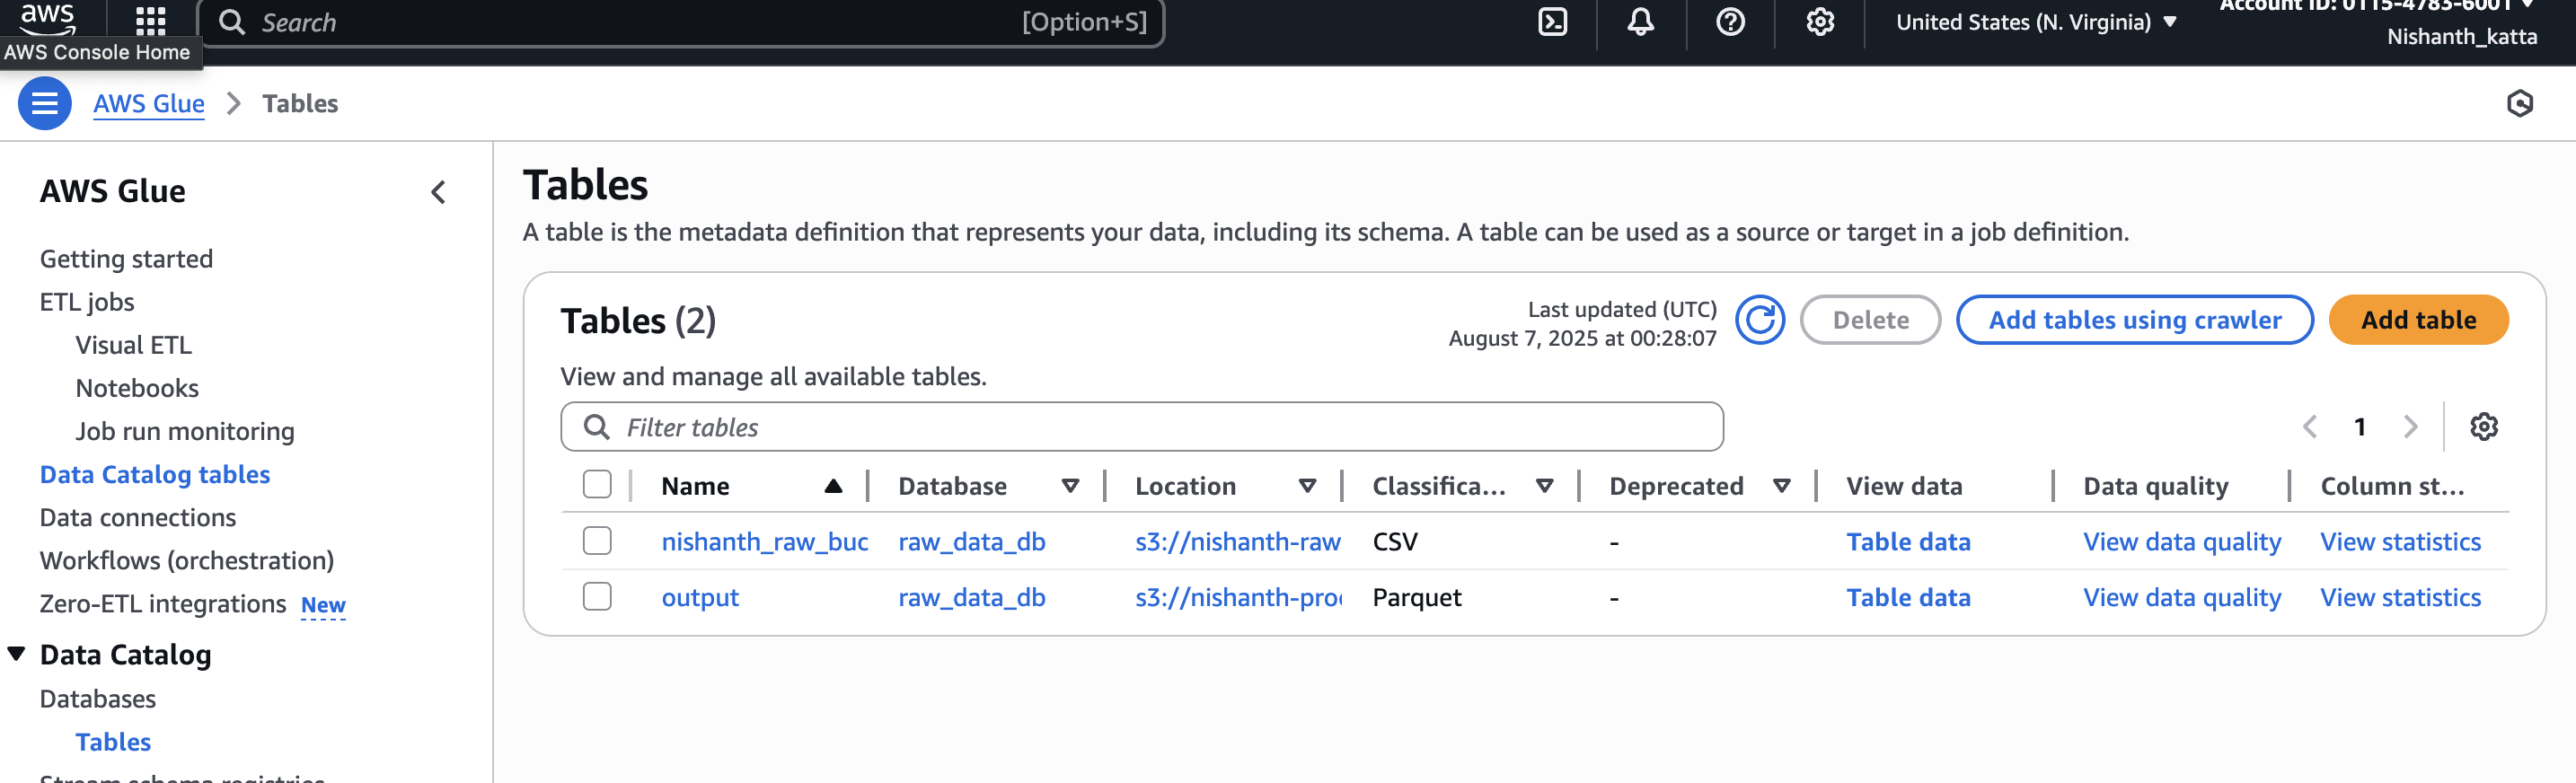 aws
Search
[Option+S]
United States (N. Virginia)
Account ID: 0115-4783-6001
Nishanth_katta
AWS Console Home
AWS Glue
Tables
AWS Glue
Getting started
ETL jobs
Visual ETL
Notebooks
Job run monitoring
Data Catalog tables
Data connections
Workflows (orchestration)
Zero-ETL integrations New
Data Catalog
Databases
Tables
Stream schema registries
Tables
A table is the metadata definition that represents your data, including its schema. A table can be used as a source or target in a job definition.
Tables (2)
Last updated (UTC)
August 7, 2025 at 00:28:07
Delete
Add tables using crawler
Add table
View and manage all available tables.
Filter tables
1
Name Database Location Classifica... Deprecated View data Data quality Column st...
nishanth_raw_buc raw_data_db s3://nishanth-raw CSV - Table data View data quality View statistics
output raw_data_db s3://nishanth-pro Parquet - Table data View data quality View statistics